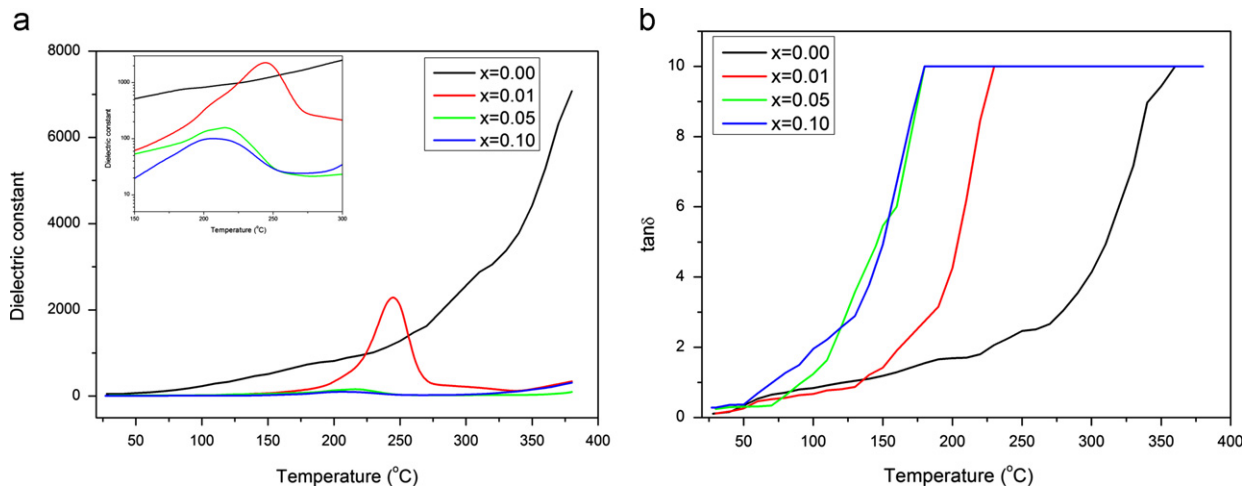 a
8000
6000
4000
2000
0
Dielectric constant
50 100 150 200 250 300 350 400
Temperature (°C)
x=0.00
x=0.01
x=0.05
x=0.10
1000
100
10
Dielectric constant
150 200 250 300
Temperature (°C)
b
10
8
6
4
2
0
tanδ
50 100 150 200 250 300 350 400
Temperature (°C)
x=0.00
x=0.01
x=0.05
x=0.10